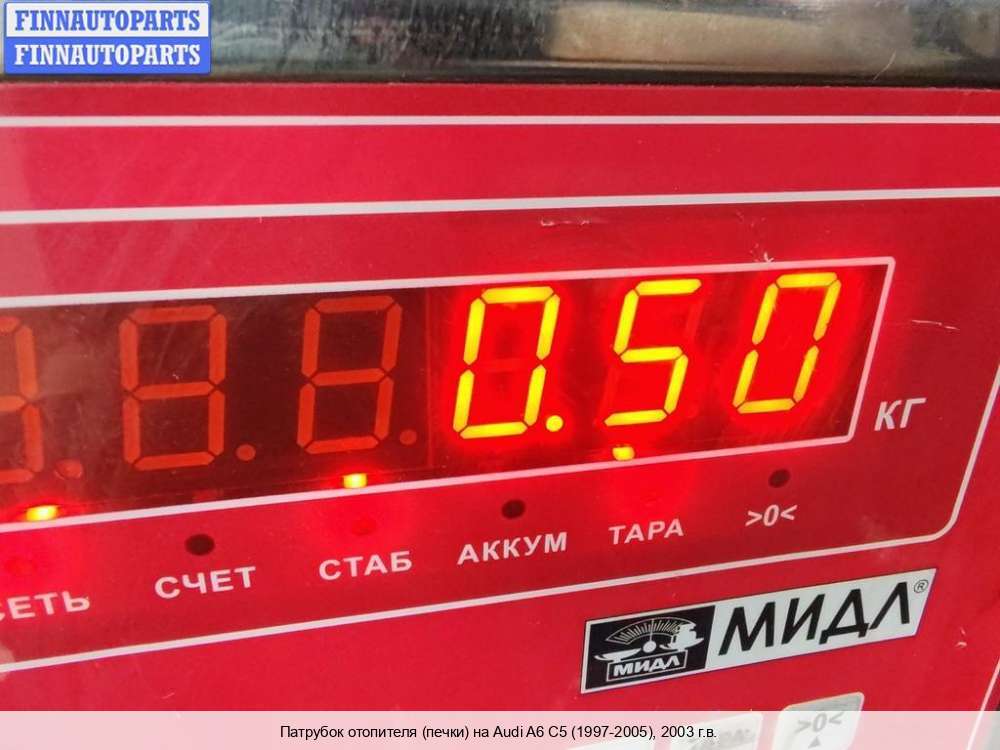 FINNAUTOPARTS
FINNAUTOPARTS
0.50
КГ
СЕТЬ СЧЕТ СТАБ АККУМ ТАРА >0<
МИДЛ МИДЛ®
>0<
Патрубок отопителя (печки) на Audi A6 C5 (1997-2005), 2003 г.в.